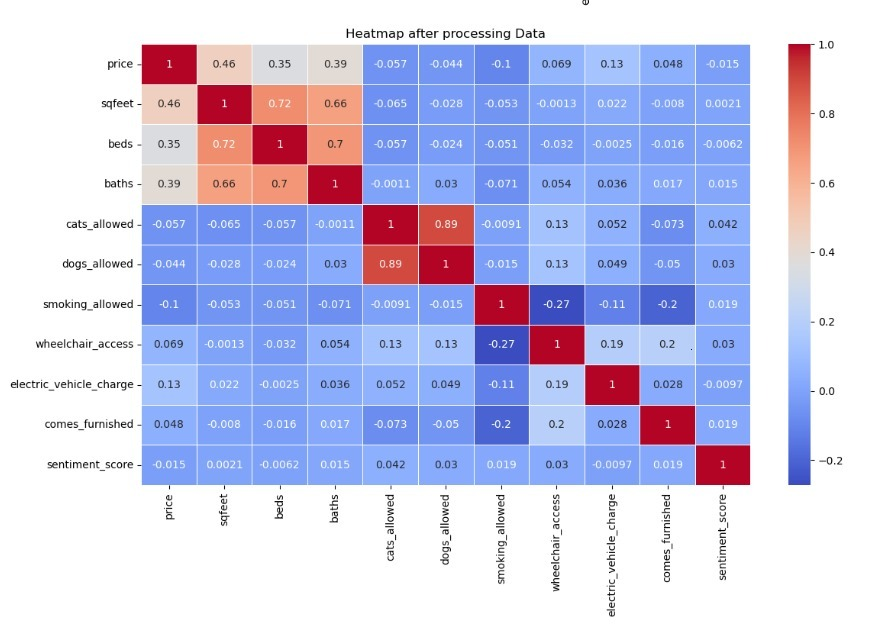 e
Heatmap after processing Data
price 1 0.46 0.35 0.39 -0.057 -0.044 -0.1 0.069 0.13 0.048 -0.015
sqfeet 0.46 1 0.72 0.66 -0.065 -0.028 -0.053 -0.0013 0.022 -0.008 0.0021
beds 0.35 0.72 1 0.7 -0.057 -0.024 -0.051 -0.032 -0.0025 -0.016 -0.0062
baths 0.39 0.66 0.7 1 -0.0011 0.03 -0.071 0.054 0.036 0.017 0.015
cats_allowed -0.057 -0.065 -0.057 -0.0011 1 0.89 -0.0091 0.13 0.052 -0.073 0.042
dogs_allowed -0.044 -0.028 -0.024 0.03 0.89 1 -0.015 0.13 0.049 -0.05 0.03
smoking_allowed -0.1 -0.053 -0.051 -0.071 -0.0091 -0.015 1 -0.27 -0.11 -0.2 0.019
wheelchair_access 0.069 -0.0013 -0.032 0.054 0.13 0.13 -0.27 1 0.19 0.2 0.03
electric_vehicle_charge 0.13 0.022 -0.0025 0.036 0.052 0.049 -0.11 0.19 1 0.028 -0.0097
comes_furnished 0.048 -0.008 -0.016 0.017 -0.073 -0.05 -0.2 0.2 0.028 1 0.019
sentiment_score -0.015 0.0021 -0.0062 0.015 0.042 0.03 0.019 0.03 -0.0097 0.019 1
price
sqfeet
beds
baths
cats_allowed
dogs_allowed
smoking_allowed
wheelchair_access
electric_vehicle_charge
comes_furnished
sentiment_score
1.0
0.8
0.6
0.4
0.2
0.0
−0.2